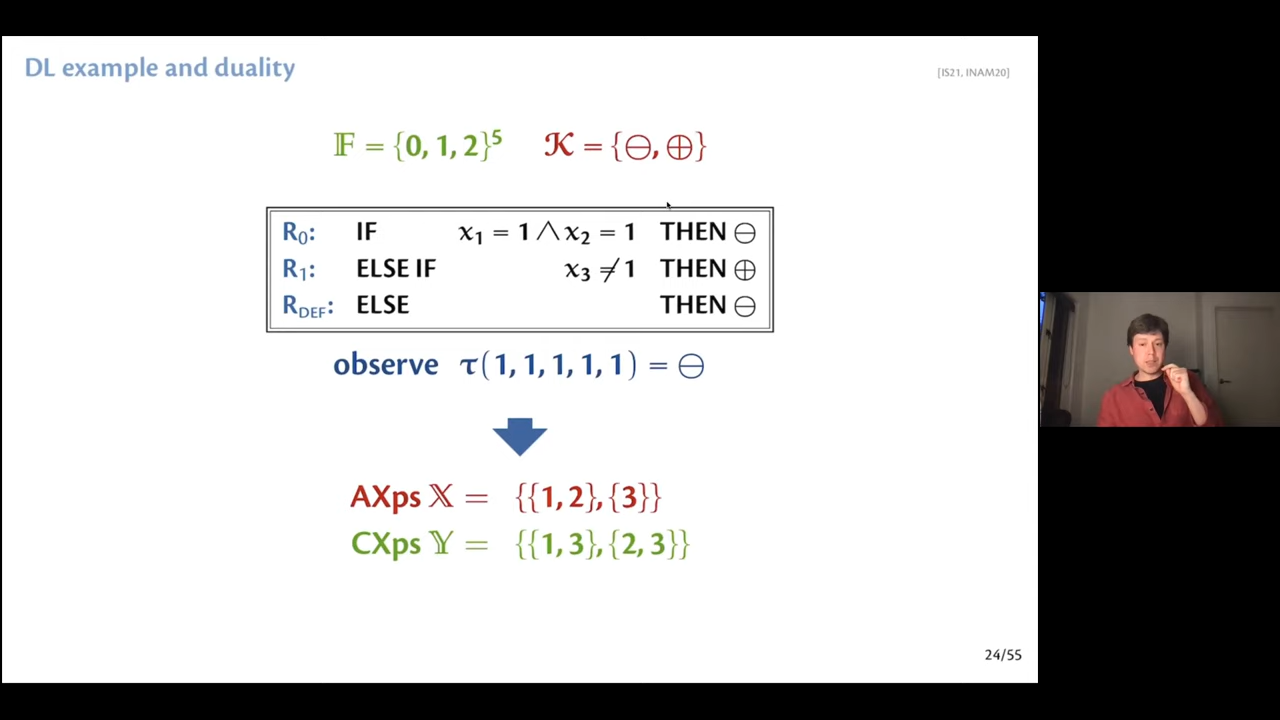 DL example and duality
[IS21, INAM20]
𝔽 = {0, 1, 2}⁵ 𝒦 = {⊖, ⊕}
R₀: IF x₁ = 1 ∧ x₂ = 1 THEN ⊖
R₁: ELSE IF x₃ ≠ 1 THEN ⊕
R_DEF: ELSE THEN ⊖
observe τ(1, 1, 1, 1, 1) = ⊖
AXps 𝕏 = {{1, 2}, {3}}
CXps 𝕐 = {{1, 3}, {2, 3}}
24/55